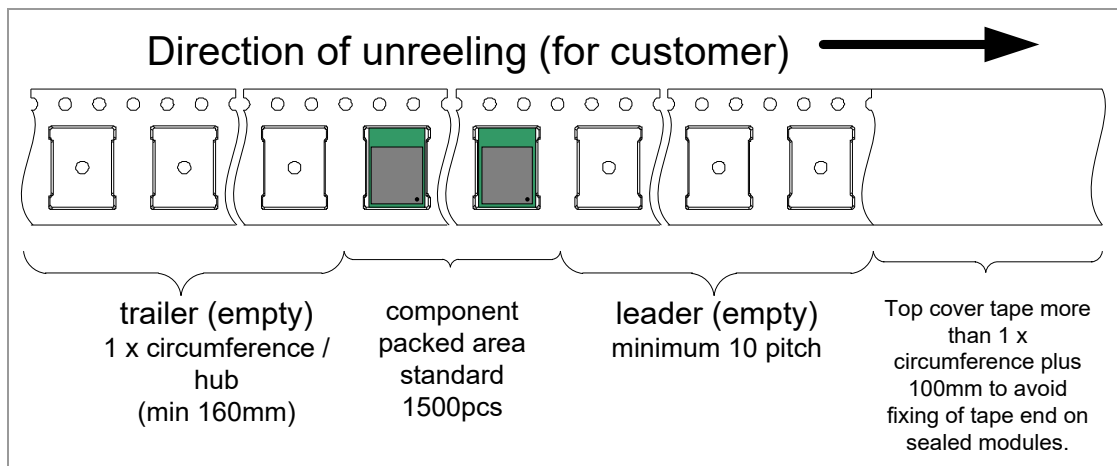 Direction of unreeling (for customer)
trailer (empty)
1 x circumference /
hub
(min 160mm)
component
packed area
standard
1500pcs
leader (empty)
minimum 10 pitch
Top cover tape more
than 1 x
circumference plus
100mm to avoid
fixing of tape end on
sealed modules.